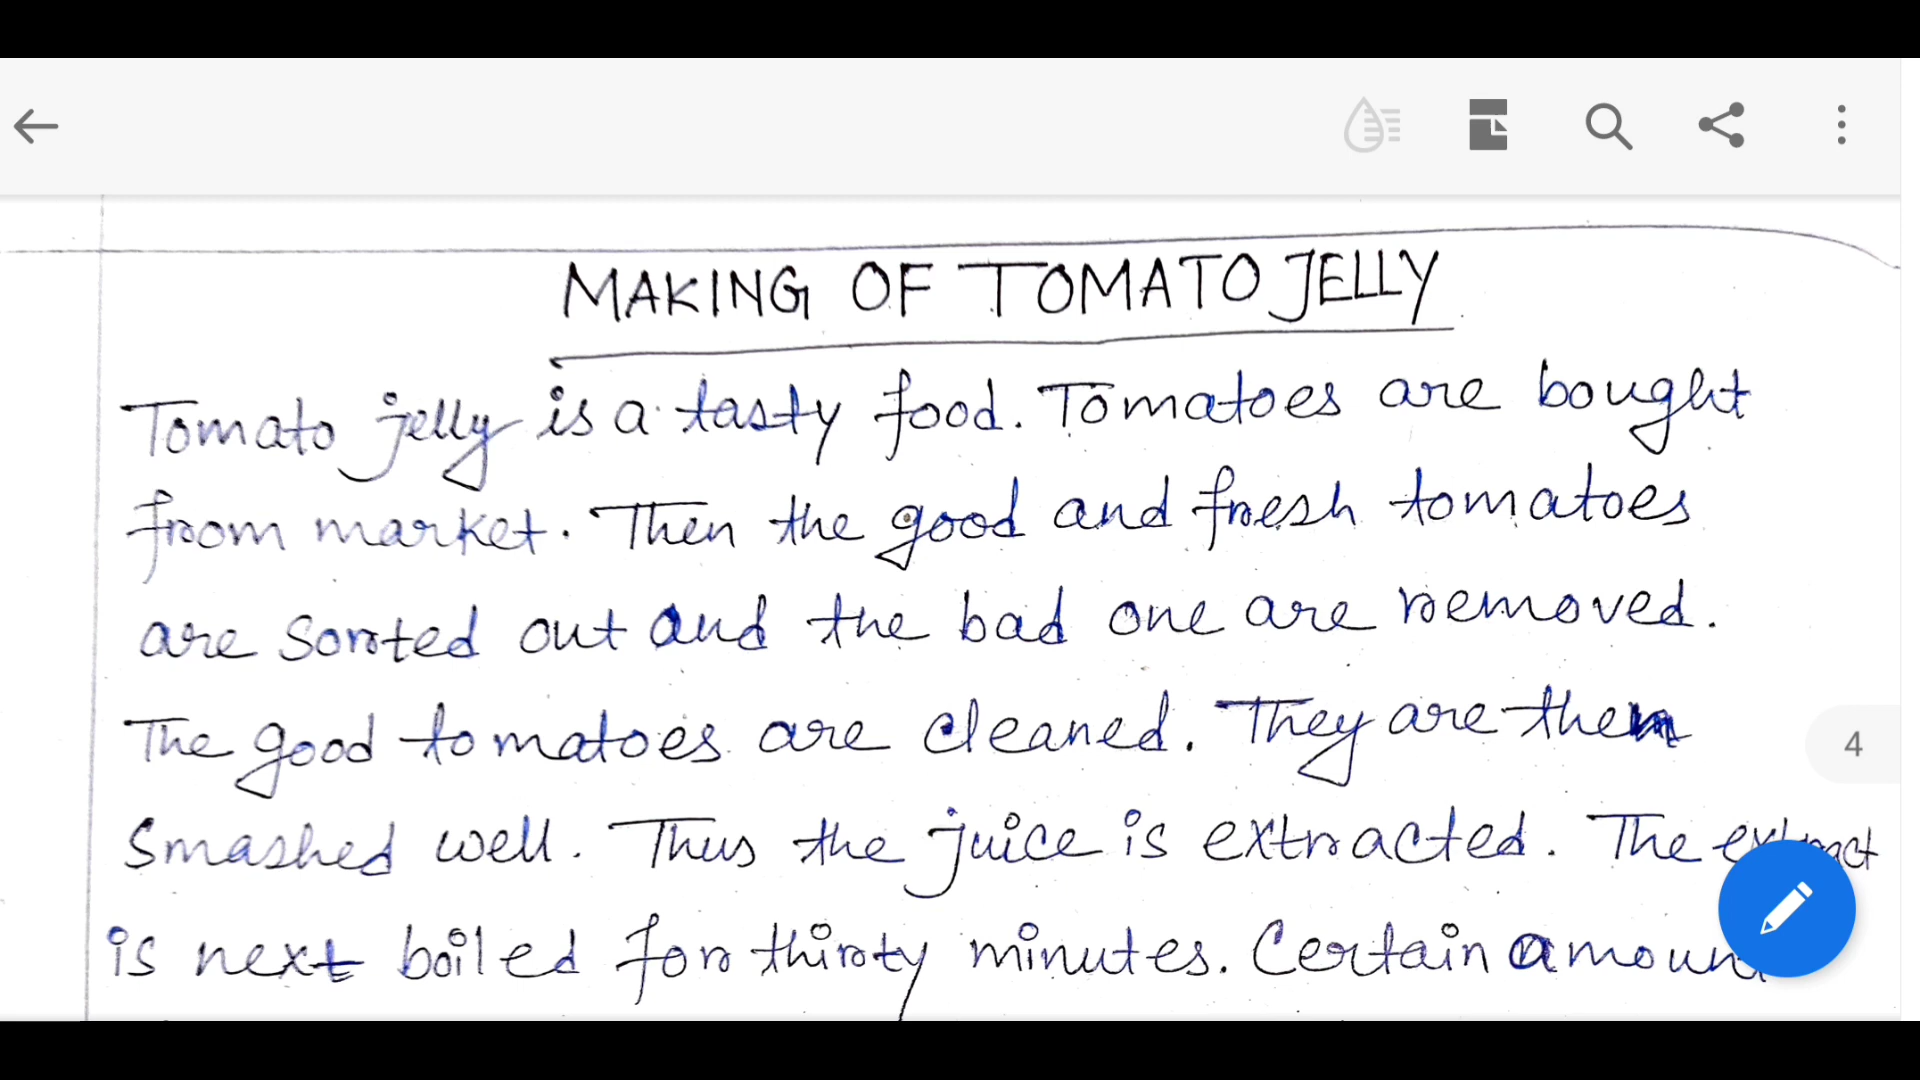 MAKING OF TOMATO JELLY
Tomato jelly is a tasty food. Tomatoes are bought
from market. Then the good and fresh tomatoes
are sorted out and the bad one are removed.
The good tomatoes are cleaned. They are then
4
smashed well. Thus the juice is extracted. The extract
is next boiled for thirty minutes. Certain amount